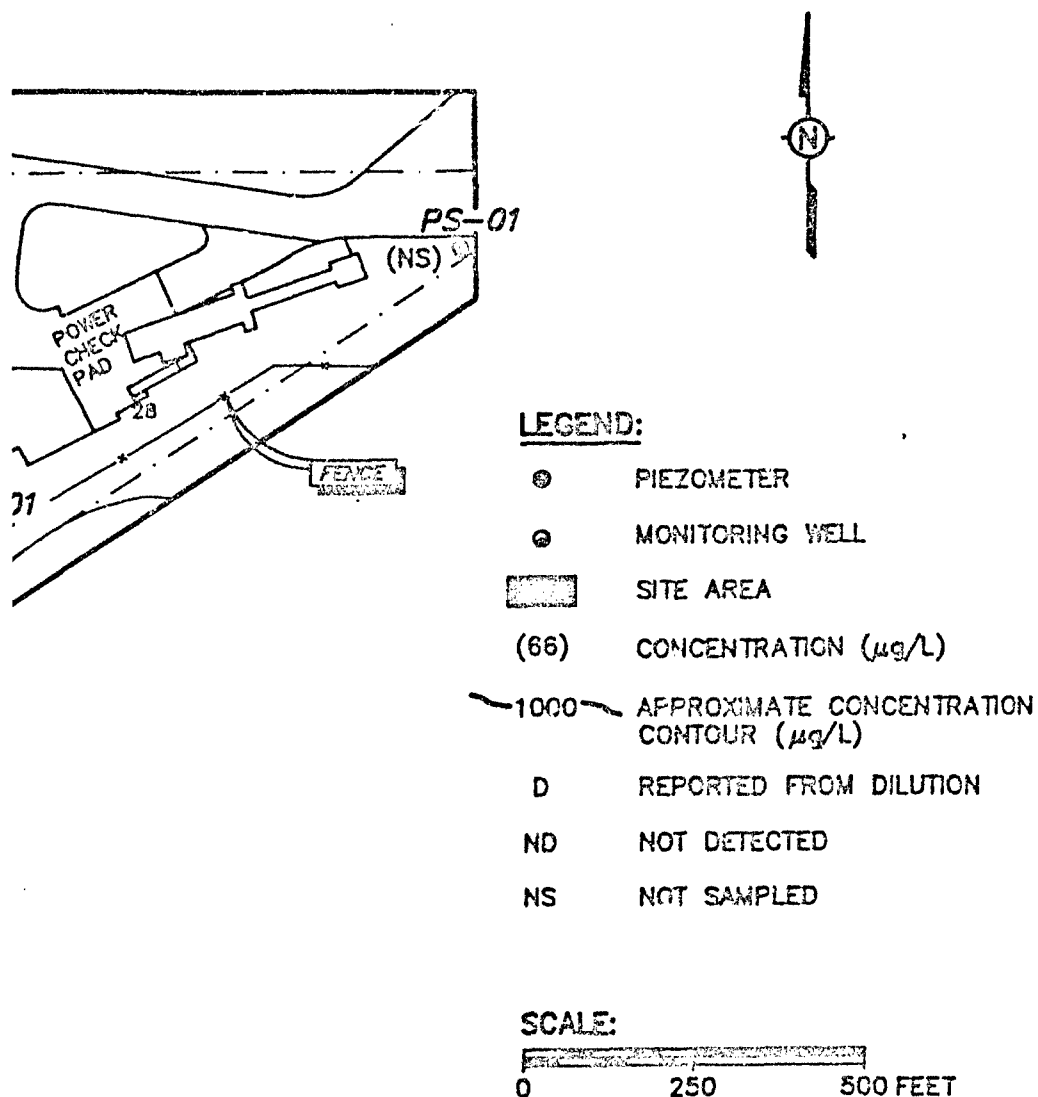 N
PS-01
(NS)
POWER
CHECK
PAD
28
FENCE
01
LEGEND:
PIEZOMETER
MONITORING WELL
SITE AREA
(66) CONCENTRATION (µg/L)
1000 APPROXIMATE CONCENTRATION
CONTOUR (µg/L)
D REPORTED FROM DILUTION
ND NOT DETECTED
NS NOT SAMPLED
SCALE:
0 250 500 FEET